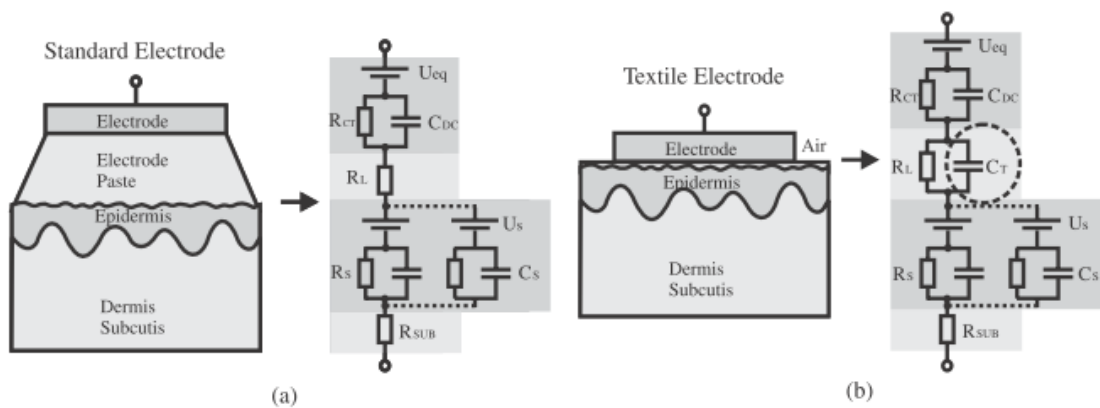 Standard Electrode
Electrode
Electrode
Paste
Epidermis
Dermis
Subcutis
Ueq
RCT
CDC
RL
Us
Rs
Cs
RSUB
(a)
Textile Electrode
Electrode
Air
Epidermis
Dermis
Subcutis
Ueq
RCT
CDC
RL
CT
Us
Rs
Cs
RSUB
(b)